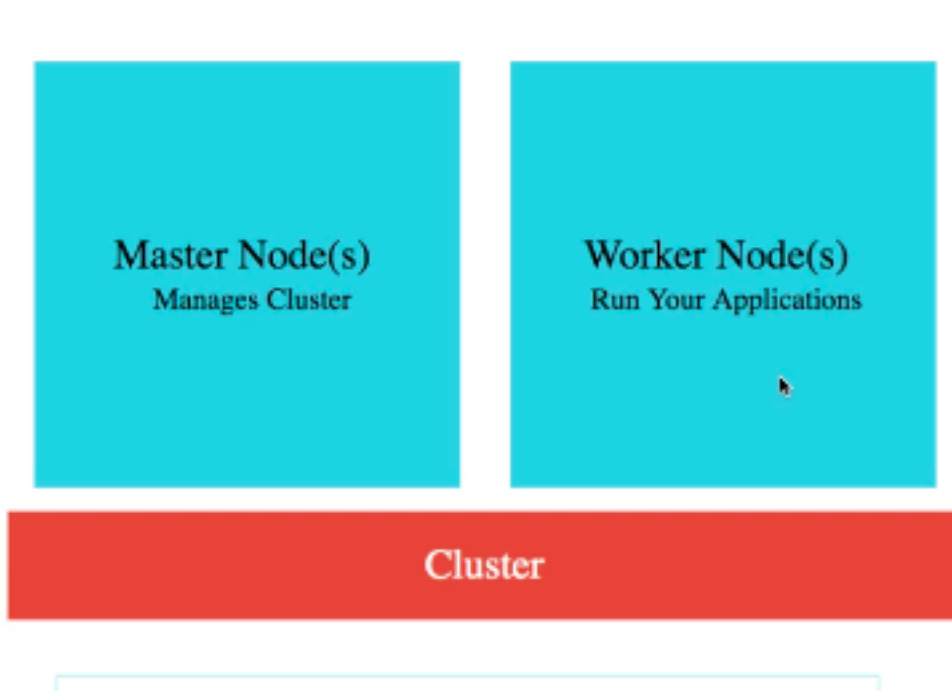 Master Node(s)
Manages Cluster
Worker Node(s)
Run Your Applications
Cluster